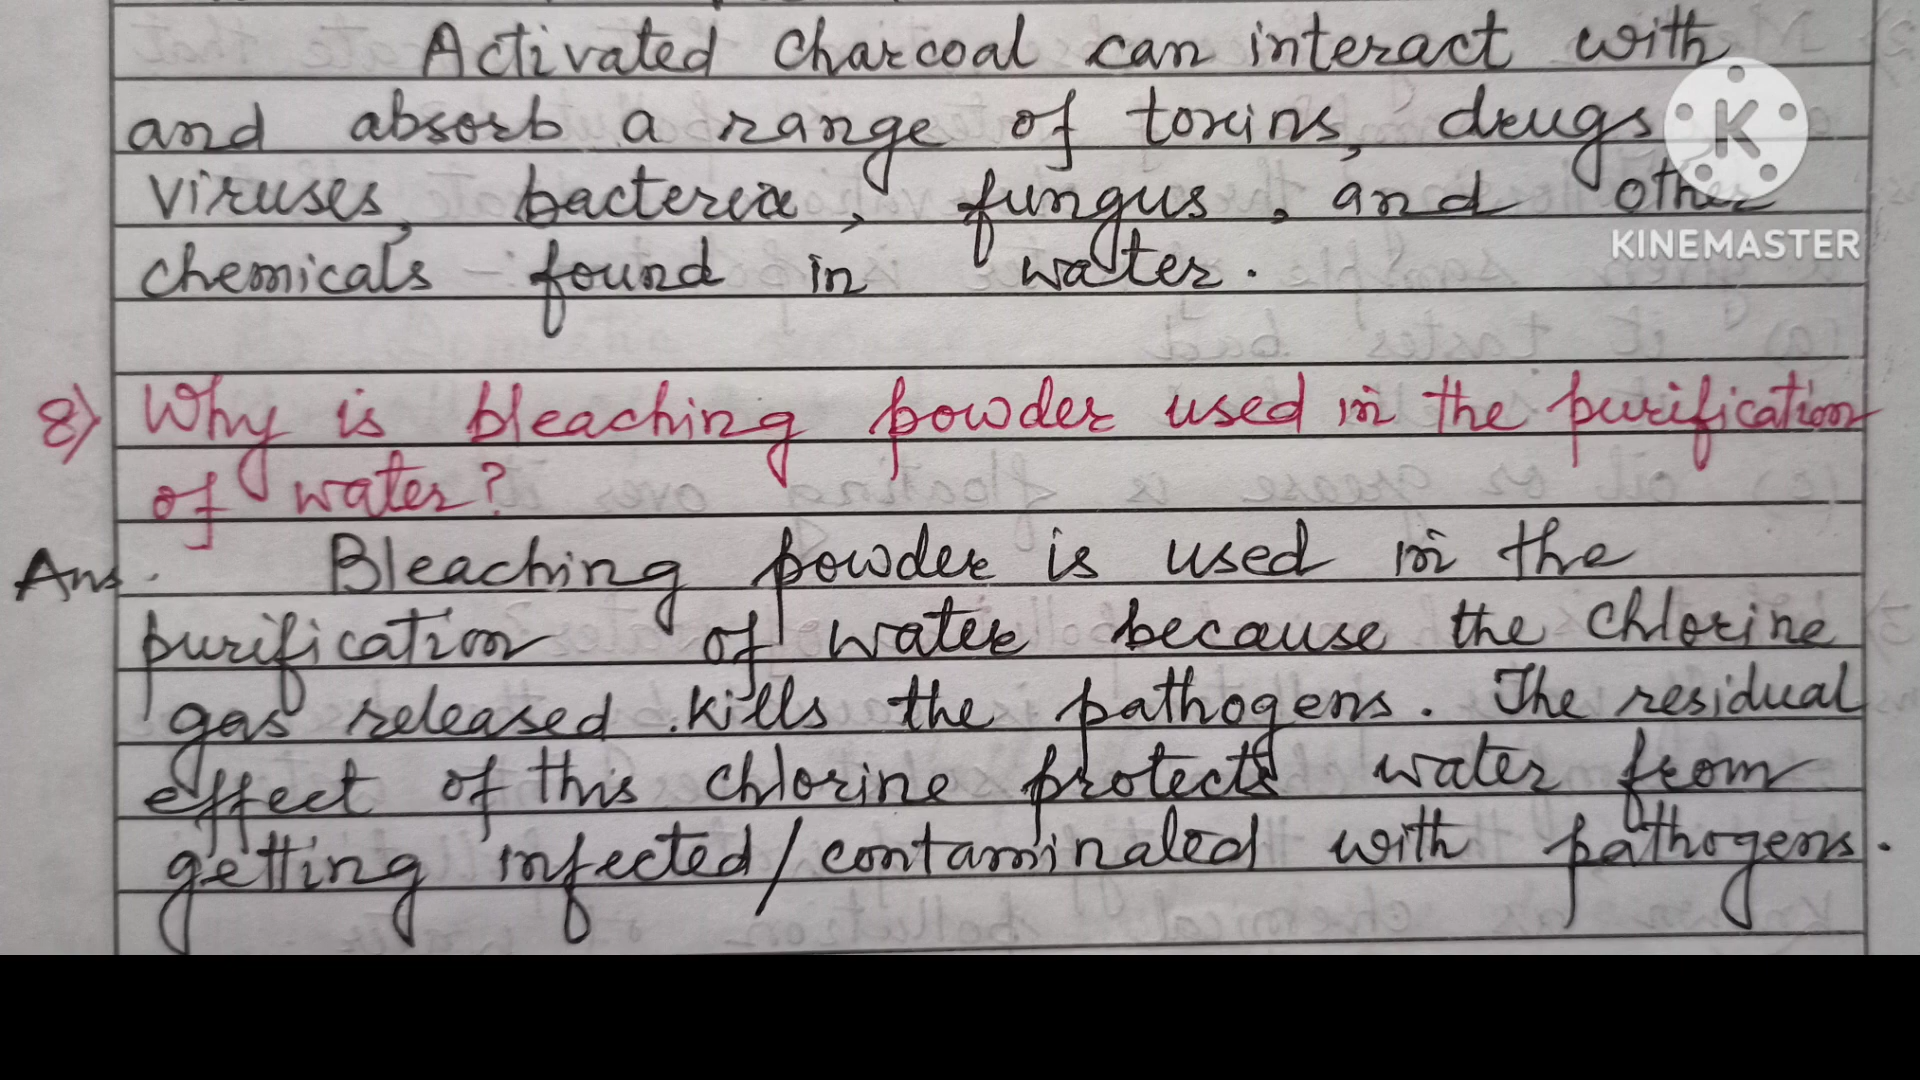 Activated charcoal can interact with
and absorb a range of toxins, drugs
viruses, bacteria, fungus, and other
chemicals found in water.
8) Why is bleaching powder used in the purification
of water?
Ans. Bleaching powder is used in the
purification of water because the chlorine
gas released kills the pathogens. The residual
effect of this chlorine protects water from
getting infected/contaminated with pathogens.
K
KINEMASTER